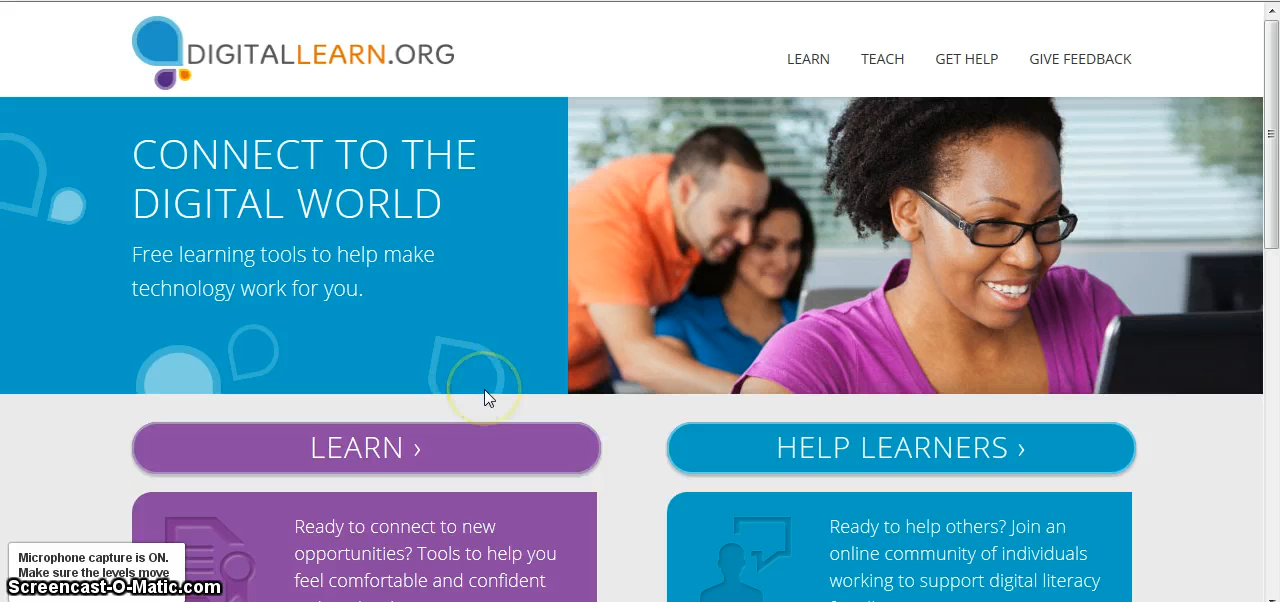 DIGITALLEARN.ORG
LEARN TEACH GET HELP GIVE FEEDBACK
CONNECT TO THE
DIGITAL WORLD
Free learning tools to help make
technology work for you.
LEARN ›
HELP LEARNERS ›
Ready to connect to new
opportunities? Tools to help you
feel comfortable and confident
Ready to help others? Join an
online community of individuals
working to support digital literacy
Microphone capture is ON.
Make sure the levels move
Screencast-O-Matic.com